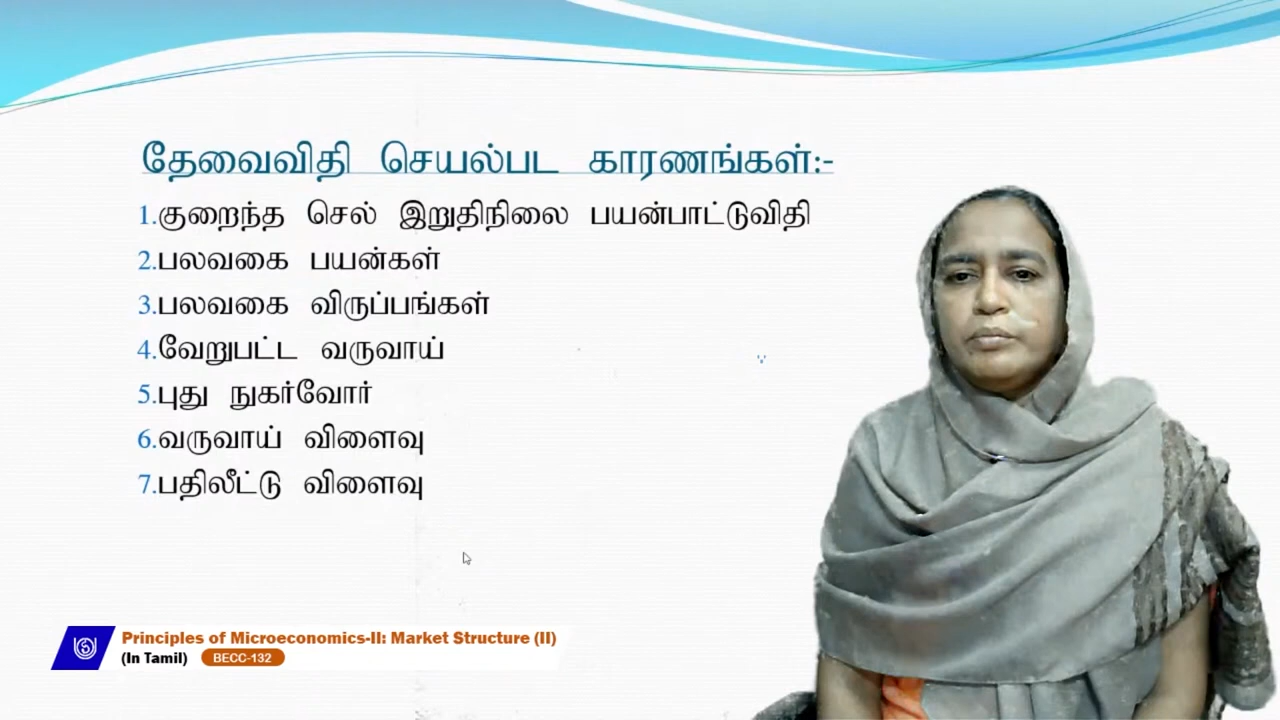 தேவைவிதி செயல்பட காரணங்கள்:-
1.குறைந்த செல் இறுதிநிலை பயன்பாட்டுவிதி
2.பலவகை பயன்கள்
3.பலவகை விருப்பங்கள்
4.வேறுபட்ட வருவாய்
5.புது நுகர்வோர்
6.வருவாய் விளைவு
7.பதிலீட்டு விளைவு
Principles of Microeconomics-II: Market Structure (II)
(In Tamil) BECC-132